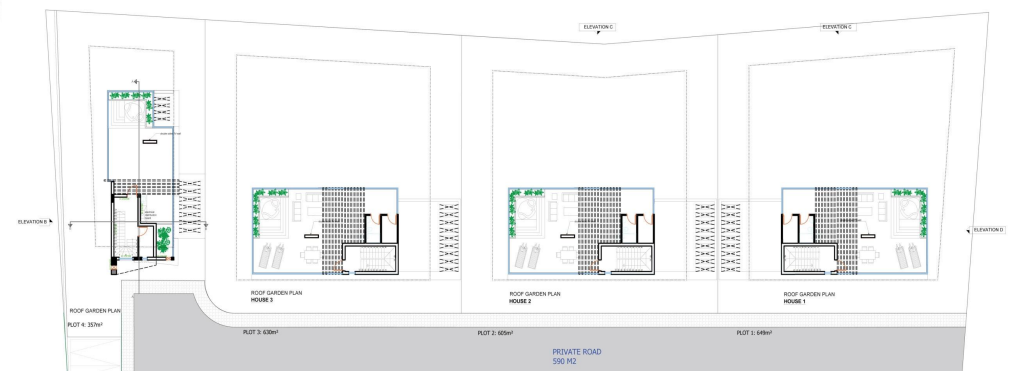 ELEVATION C
ELEVATION C
ELEVATION B
ELEVATION D
ROOF GARDEN PLAN
HOUSE 3
ROOF GARDEN PLAN
HOUSE 2
ROOF GARDEN PLAN
HOUSE 1
ROOF GARDEN PLAN
PLOT 4: 357m²
PLOT 3: 630m²
PLOT 2: 605m²
PLOT 1: 649m²
PRIVATE ROAD
590 M2